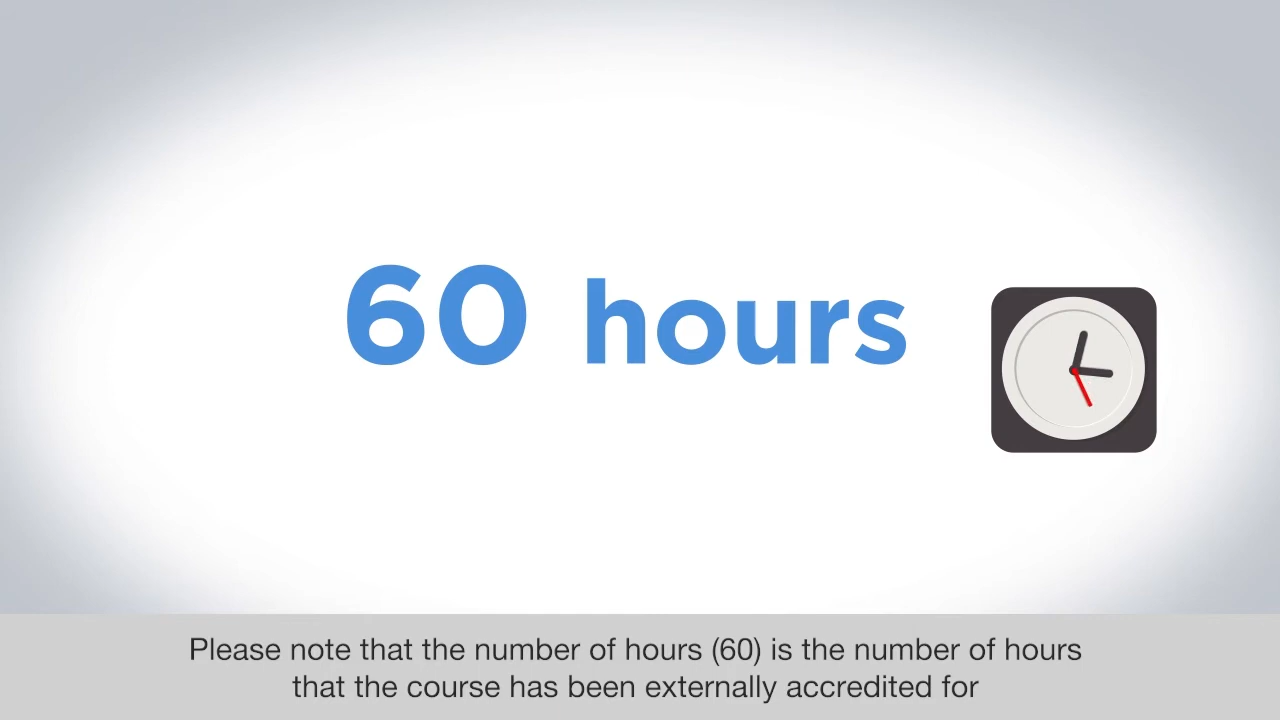 60 hours
Please note that the number of hours (60) is the number of hours
that the course has been externally accredited for